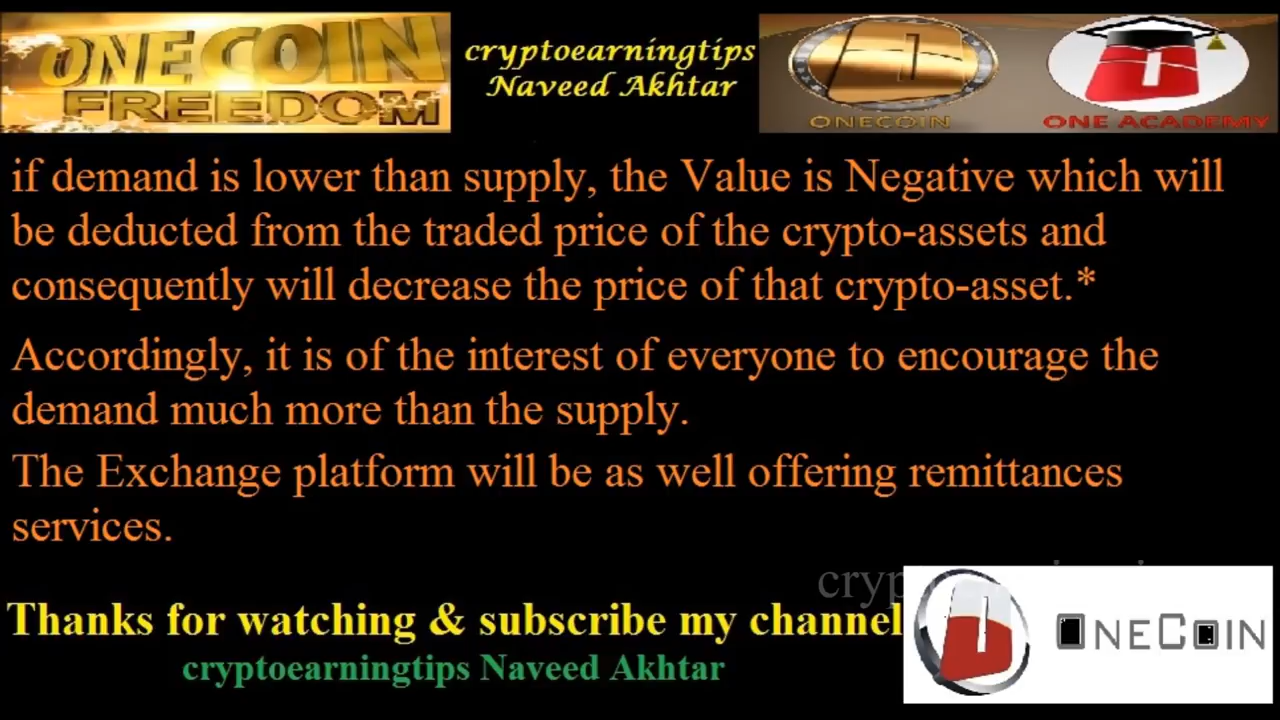 ONE COIN
FREEDOM
cryptoearningtips
Naveed Akhtar
ONECOIN
ONE ACADEMY
if demand is lower than supply, the Value is Negative which will
be deducted from the traded price of the crypto-assets and
consequently will decrease the price of that crypto-asset.*
Accordingly, it is of the interest of everyone to encourage the
demand much more than the supply.
The Exchange platform will be as well offering remittances
services.
Thanks for watching & subscribe my channel
cryptoearningtips Naveed Akhtar
ONECOIN